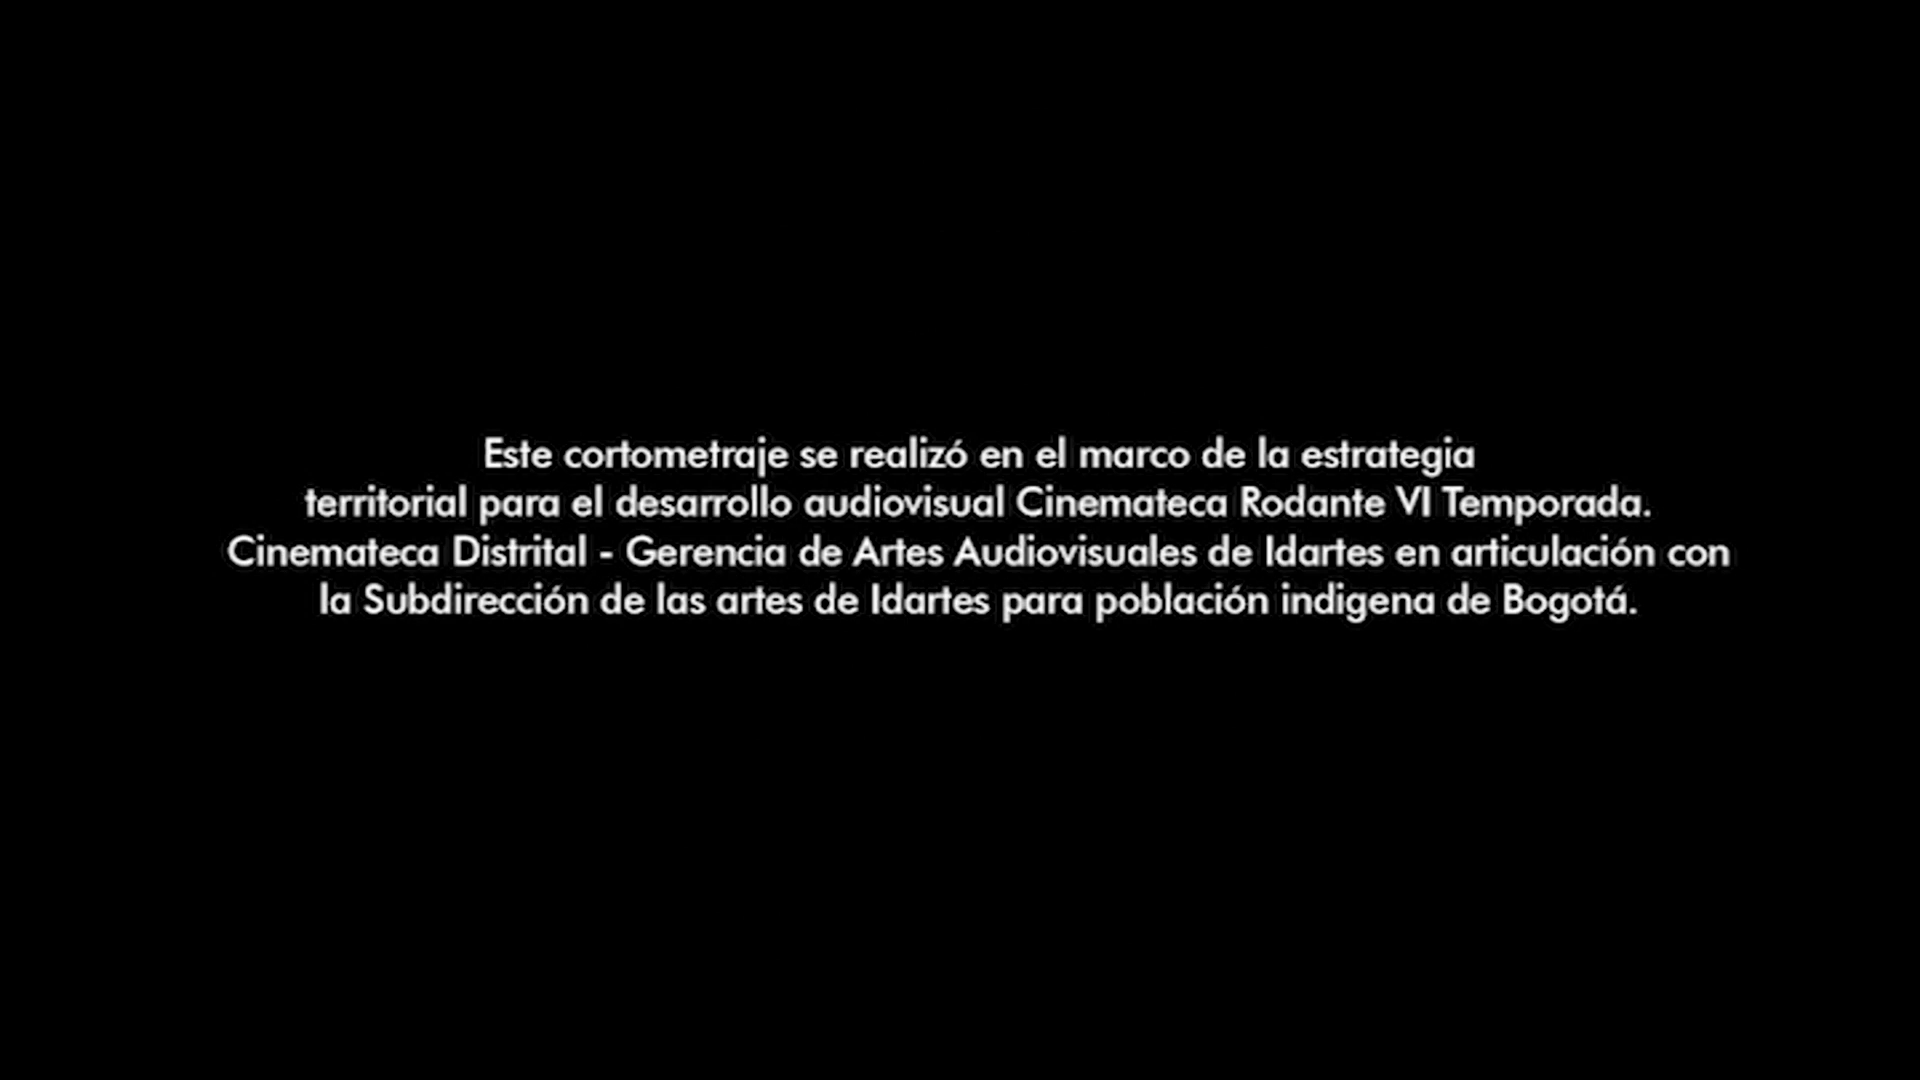 Este cortometraje se realizó en el marco de la estrategia
territorial para el desarrollo audiovisual Cinemateca Rodante VI Temporada.
Cinemateca Distrital - Gerencia de Artes Audiovisuales de Idartes en articulación con
la Subdirección de las artes de Idartes para población indigena de Bogotá.